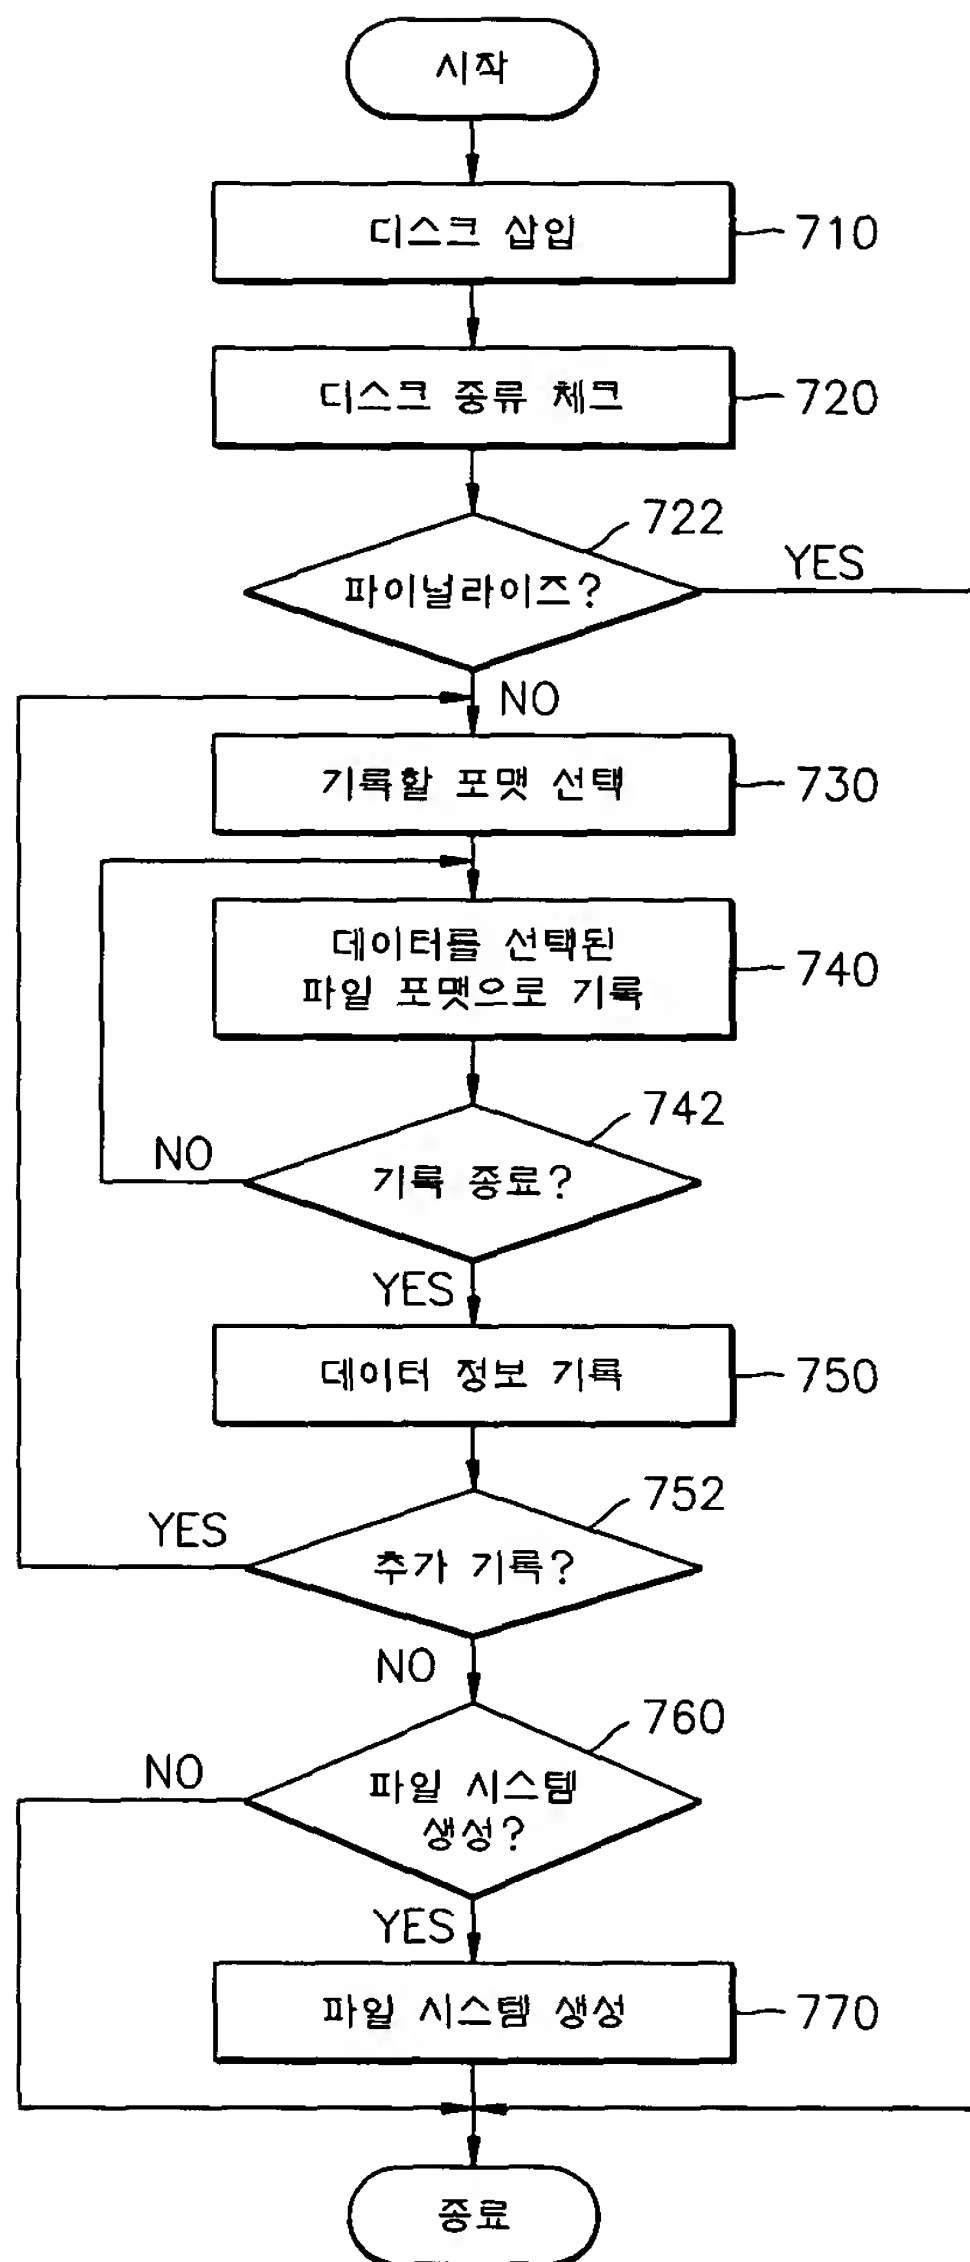 시작
디스크 삽입
710
디스크 종류 체크
720
722
파이널라이즈?
YES
NO
기록할 포맷 선택
730
데이터를 선택된
파일 포맷으로 기록
740
742
기록 종료?
NO
YES
데이터 정보 기록
750
752
추가 기록?
YES
NO
760
파일 시스템
생성?
NO
YES
파일 시스템 생성
770
종료